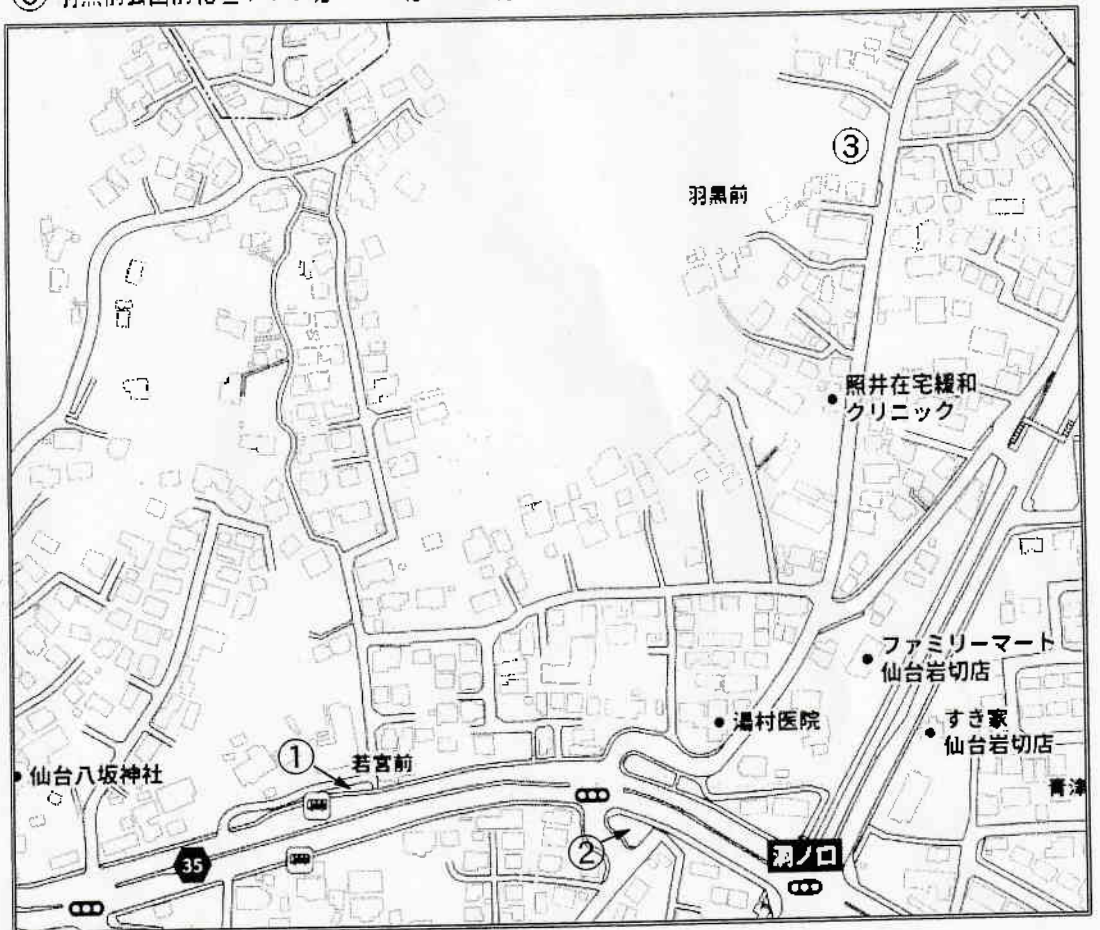 ③
羽黒前
照井在宅緩和
クリニック
ファミリーマート
仙台岩切店
湯村医院
すき家
仙台岩切店
①
若宮前
仙台八坂神社
35
②
洞ノ口